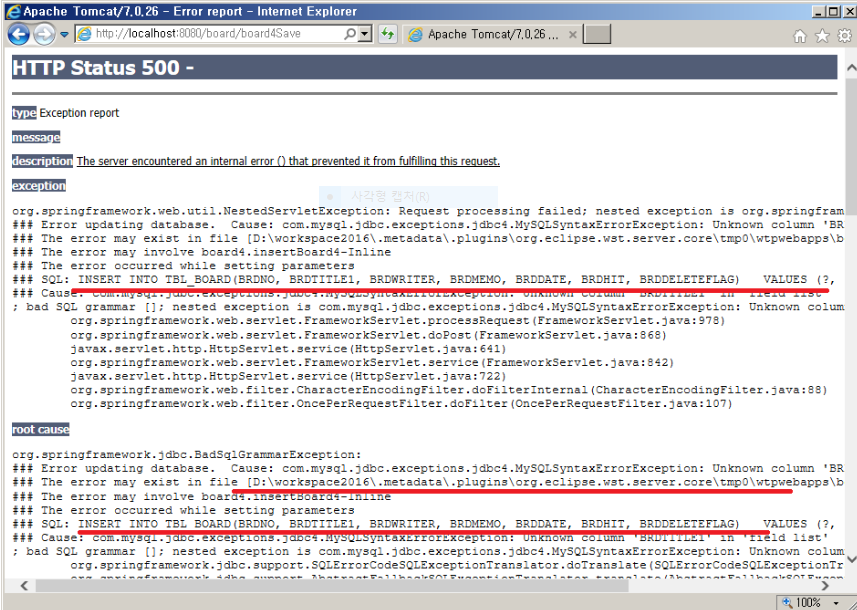 Apache Tomcat/7.0.26 - Error report - Internet Explorer
http://localhost:8080/board/board4Save
Apache Tomcat/7.0.26 ...
HTTP Status 500 -
type Exception report
message
description The server encountered an internal error () that prevented it from fulfilling this request.
exception
사각형 캡처(R)
org.springframework.web.util.NestedServletException: Request processing failed; nested exception is org.springfram
### Error updating database.  Cause: com.mysql.jdbc.exceptions.jdbc4.MySQLSyntaxErrorException: Unknown column 'BR
### The error may exist in file [D:\workspace2016\.metadata\.plugins\org.eclipse.wst.server.core\tmp0\wtpwebapps\b
### The error may involve board4.insertBoard4-Inline
### The error occurred while setting parameters
### SQL: INSERT INTO TBL_BOARD(BRDNO, BRDTITLE1, BRDWRITER, BRDMEMO, BRDDATE, BRDHIT, BRDDELETEFLAG)   VALUES (?,
### Cause: com.mysql.jdbc.exceptions.jdbc4.MySQLSyntaxErrorException: Unknown column 'BRDTITLE1' in 'field list'
; bad SQL grammar []; nested exception is com.mysql.jdbc.exceptions.jdbc4.MySQLSyntaxErrorException: Unknown colum
org.springframework.web.servlet.FrameworkServlet.processRequest(FrameworkServlet.java:978)
org.springframework.web.servlet.FrameworkServlet.doPost(FrameworkServlet.java:868)
javax.servlet.http.HttpServlet.service(HttpServlet.java:641)
org.springframework.web.servlet.FrameworkServlet.service(FrameworkServlet.java:842)
javax.servlet.http.HttpServlet.service(HttpServlet.java:722)
org.springframework.web.filter.CharacterEncodingFilter.doFilterInternal(CharacterEncodingFilter.java:88)
org.springframework.web.filter.OncePerRequestFilter.doFilter(OncePerRequestFilter.java:107)
root cause
org.springframework.jdbc.BadSqlGrammarException:
### Error updating database.  Cause: com.mysql.jdbc.exceptions.jdbc4.MySQLSyntaxErrorException: Unknown column 'BR
### The error may exist in file [D:\workspace2016\.metadata\.plugins\org.eclipse.wst.server.core\tmp0\wtpwebapps\b
### The error may involve board4.insertBoard4-Inline
### The error occurred while setting parameters
### SQL: INSERT INTO TBL_BOARD(BRDNO, BRDTITLE1, BRDWRITER, BRDMEMO, BRDDATE, BRDHIT, BRDDELETEFLAG)   VALUES (?,
### Cause: com.mysql.jdbc.exceptions.jdbc4.MySQLSyntaxErrorException: Unknown column 'BRDTITLE1' in 'field list'
; bad SQL grammar []; nested exception is com.mysql.jdbc.exceptions.jdbc4.MySQLSyntaxErrorException: Unknown colum
org.springframework.jdbc.support.SQLErrorCodeSQLExceptionTranslator.doTranslate(SQLErrorCodeSQLExceptionTr
org.springframework.jdbc.support.AbstractFallbackSQLExceptionTranslator.translate(AbstractFallbackSQLExcep
100%